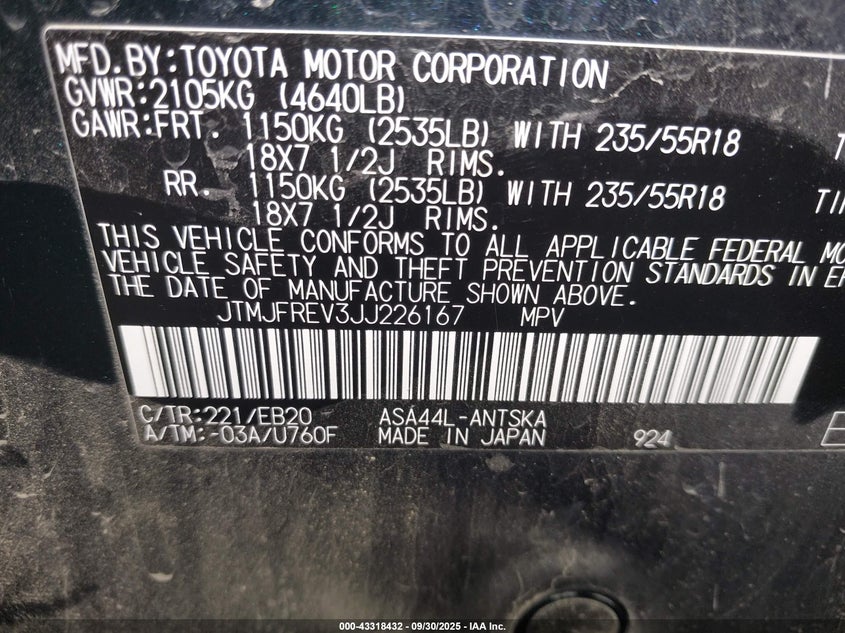 MFD.BY:TOYOTA MOTOR CORPORATION
GVWR:2105KG (4640LB)
GAWR:FRT. 1150KG (2535LB) WITH 235/55R18
18X7 1/2J RIMS.
RR. 1150KG (2535LB) WITH 235/55R18
18X7 1/2J RIMS.
THIS VEHICLE CONFORMS TO ALL APPLICABLE FEDERAL
VEHICLE SAFETY AND THEFT PREVENTION STANDARDS IN
THE DATE OF MANUFACTURE SHOWN ABOVE.
JTMJFREV3JJ226167 MPV
C/TR:221/EB20 ASA44L-ANTSKA
A/TM:-03A/U760F MADE IN JAPAN 924
000-43318432 - 09/30/2025 - IAA Inc.